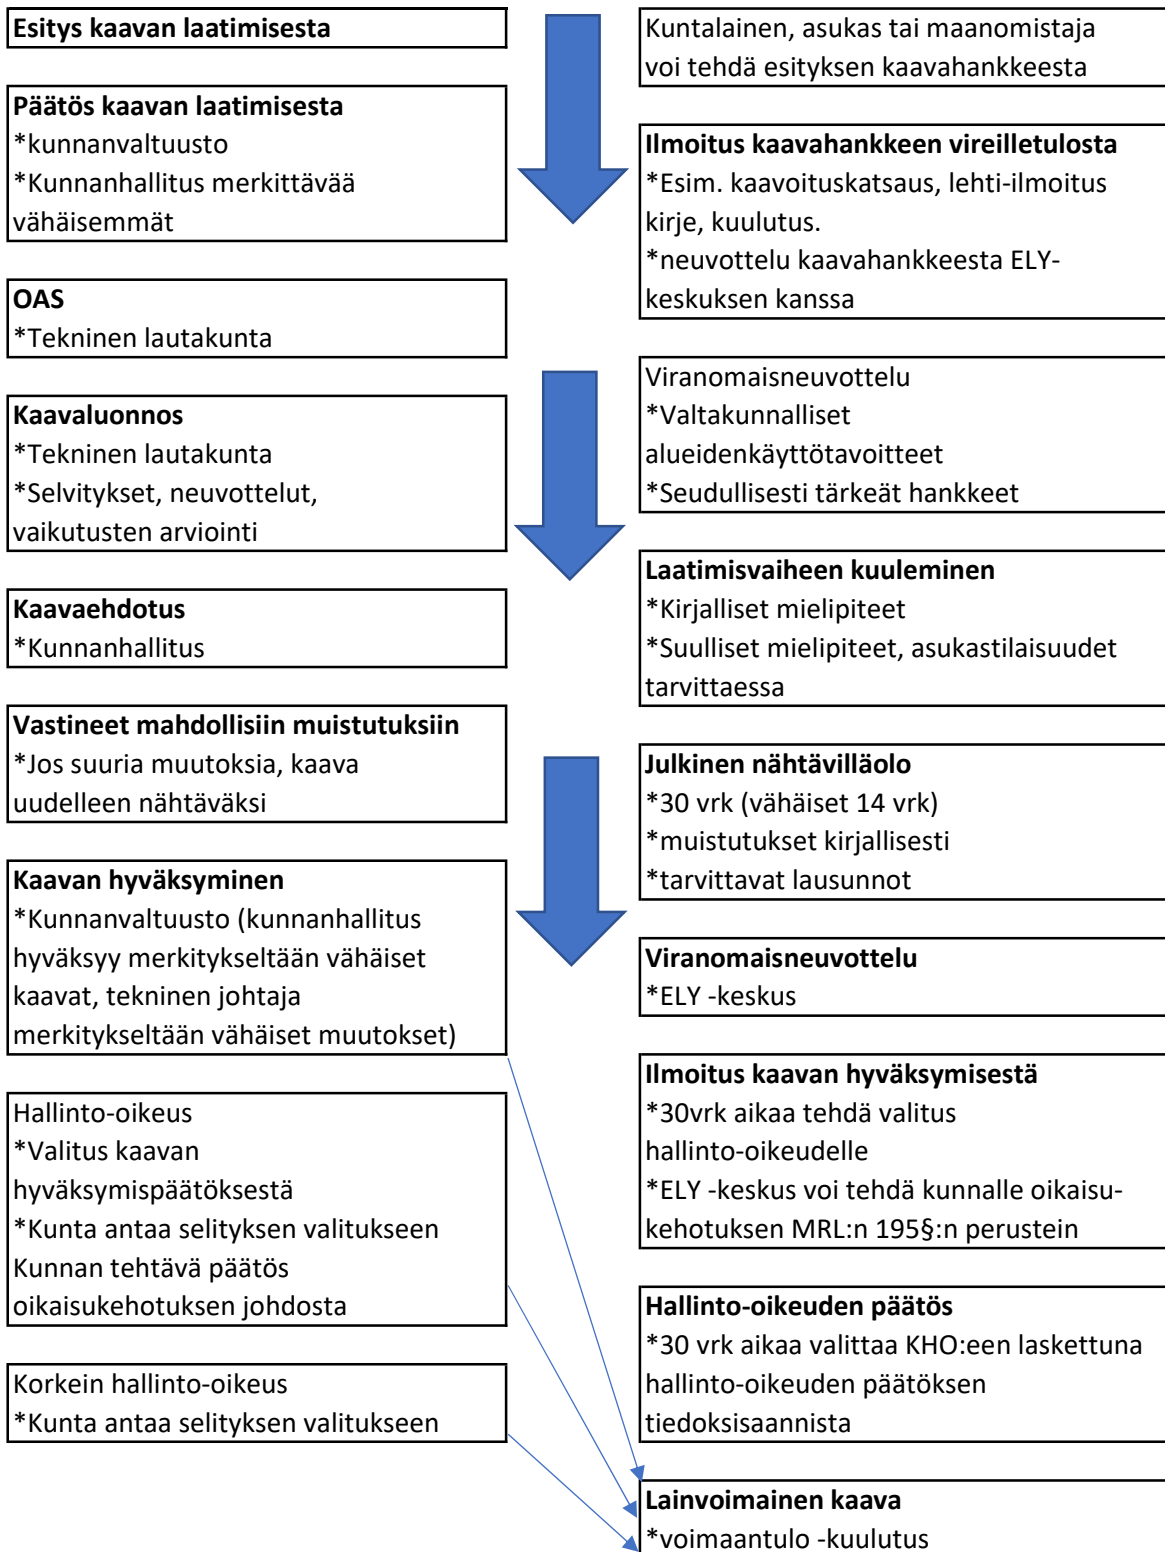 Esitys kaavan laatimisesta
Päätös kaavan laatimisesta
*kunnanvaltuusto
*Kunnanhallitus merkittävää
vähäisemmät
OAS
*Tekninen lautakunta
Kaavaluonnos
*Tekninen lautakunta
*Selvitykset, neuvottelut,
vaikutusten arviointi
Kaavaehdotus
*Kunnanhallitus
Vastineet mahdollisiin muistutuksiin
*Jos suuria muutoksia, kaava
uudelleen nähtäväksi
Kaavan hyväksyminen
*Kunnanvaltuusto (kunnanhallitus
hyväksyy merkitykseltään vähäiset
kaavat, tekninen johtaja
merkitykseltään vähäiset muutokset)
Hallinto-oikeus
*Valitus kaavan
hyväksymispäätöksestä
*Kunta antaa selityksen valitukseen
Kunnan tehtävä päätös
oikaisukehotuksen johdosta
Korkein hallinto-oikeus
*Kunta antaa selityksen valitukseen
Kuntalainen, asukas tai maanomistaja
voi tehdä esityksen kaavahankkeesta
Ilmoitus kaavahankkeen vireilletulosta
*Esim. kaavoituskatsaus, lehti-ilmoitus
kirje, kuulutus.
*neuvottelu kaavahankkeesta ELY-
keskuksen kanssa
Viranomaisneuvottelu
*Valtakunnalliset
alueidenkäyttötavoitteet
*Seudullisesti tärkeät hankkeet
Laatimisvaiheen kuuleminen
*Kirjalliset mielipiteet
*Suulliset mielipiteet, asukastilaisuudet
tarvittaessa
Julkinen nähtävilläolo
*30 vrk (vähäiset 14 vrk)
*muistutukset kirjallisesti
*tarvittavat lausunnot
Viranomaisneuvottelu
*ELY -keskus
Ilmoitus kaavan hyväksymisestä
*30vrk aikaa tehdä valitus
hallinto-oikeudelle
*ELY -keskus voi tehdä kunnalle oikaisu-
kehotuksen MRL:n 195§:n perustein
Hallinto-oikeuden päätös
*30 vrk aikaa valittaa KHO:een laskettuna
hallinto-oikeuden päätöksen
tiedoksisaannista
Lainvoimainen kaava
*voimaantulo -kuulutus